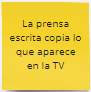 La prensa
escrita copia lo
que aparece
en la TV